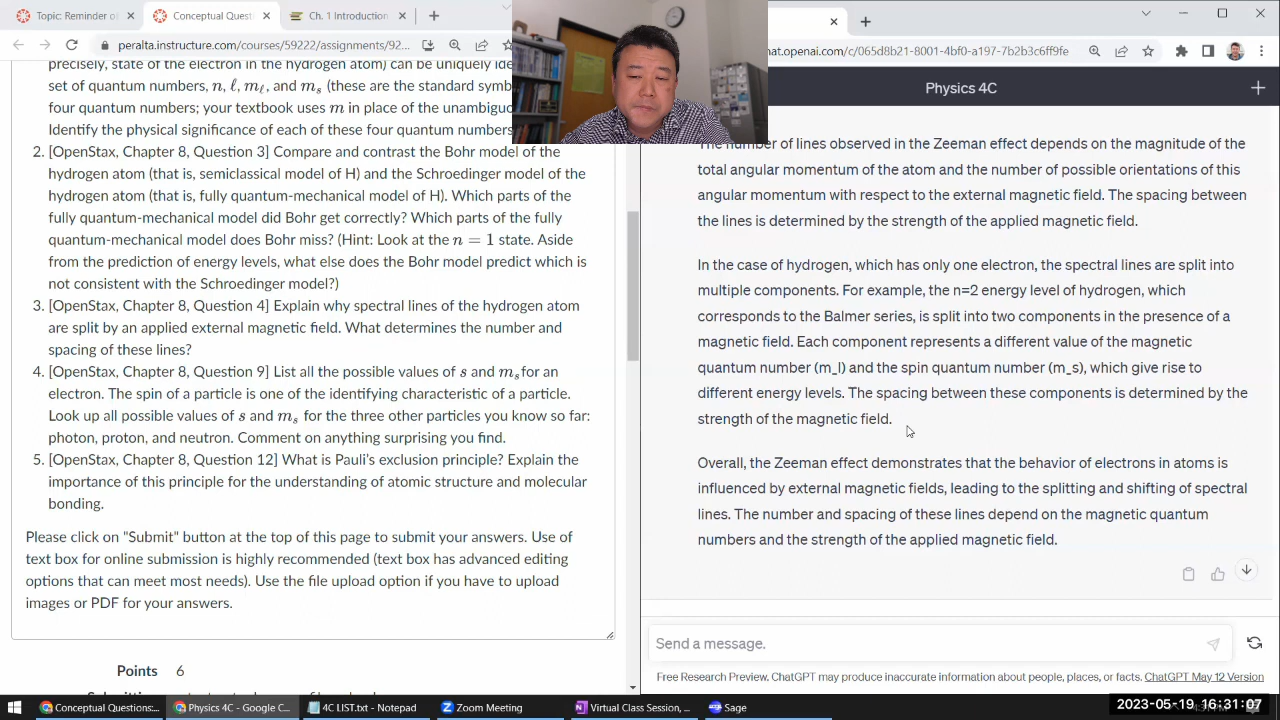 Topic: Reminder of
Conceptual Quest
Ch. 1 Introduction
peralta.instructure.com/courses/59222/assignments/92...
hat.openai.com/c/065d8b21-8001-4bf0-a197-7b2b3c6ff9fe
Physics 4C
precisely, state of the electron in the hydrogen atom) can be uniquely ide
set of quantum numbers, n, ℓ, mℓ, and ms (these are the standard symb
four quantum numbers; your textbook uses m in place of the unambiguo
Identify the physical significance of each of these four quantum numbers
2. [OpenStax, Chapter 8, Question 3] Compare and contrast the Bohr model of the
hydrogen atom (that is, semiclassical model of H) and the Schroedinger model of the
hydrogen atom (that is, fully quantum-mechanical model of H). Which parts of the
fully quantum-mechanical model did Bohr get correctly? Which parts of the fully
quantum-mechanical model does Bohr miss? (Hint: Look at the n = 1 state. Aside
from the prediction of energy levels, what else does the Bohr model predict which is
not consistent with the Schroedinger model?)
3. [OpenStax, Chapter 8, Question 4] Explain why spectral lines of the hydrogen atom
are split by an applied external magnetic field. What determines the number and
spacing of these lines?
4. [OpenStax, Chapter 8, Question 9] List all the possible values of s and ms for an
electron. The spin of a particle is one of the identifying characteristic of a particle.
Look up all possible values of s and ms for the three other particles you know so far:
photon, proton, and neutron. Comment on anything surprising you find.
5. [OpenStax, Chapter 8, Question 12] What is Pauli's exclusion principle? Explain the
importance of this principle for the understanding of atomic structure and molecular
bonding.
Please click on "Submit" button at the top of this page to submit your answers. Use of
text box for online submission is highly recommended (text box has advanced editing
options that can meet most needs). Use the file upload option if you have to upload
images or PDF for your answers.
Points 6
The number of lines observed in the Zeeman effect depends on the magnitude of the
total angular momentum of the atom and the number of possible orientations of this
angular momentum with respect to the external magnetic field. The spacing between
the lines is determined by the strength of the applied magnetic field.
In the case of hydrogen, which has only one electron, the spectral lines are split into
multiple components. For example, the n=2 energy level of hydrogen, which
corresponds to the Balmer series, is split into two components in the presence of a
magnetic field. Each component represents a different value of the magnetic
quantum number (m_l) and the spin quantum number (m_s), which give rise to
different energy levels. The spacing between these components is determined by the
strength of the magnetic field.
Overall, the Zeeman effect demonstrates that the behavior of electrons in atoms is
influenced by external magnetic fields, leading to the splitting and shifting of spectral
lines. The number and spacing of these lines depend on the magnetic quantum
numbers and the strength of the applied magnetic field.
Send a message.
Free Research Preview. ChatGPT may produce inaccurate information about people, places, or facts. ChatGPT May 12 Version
Conceptual Questions:...
Physics 4C - Google C...
4C LIST.txt - Notepad
Zoom Meeting
Virtual Class Session, ...
Sage
2023-05-19 16:31:07